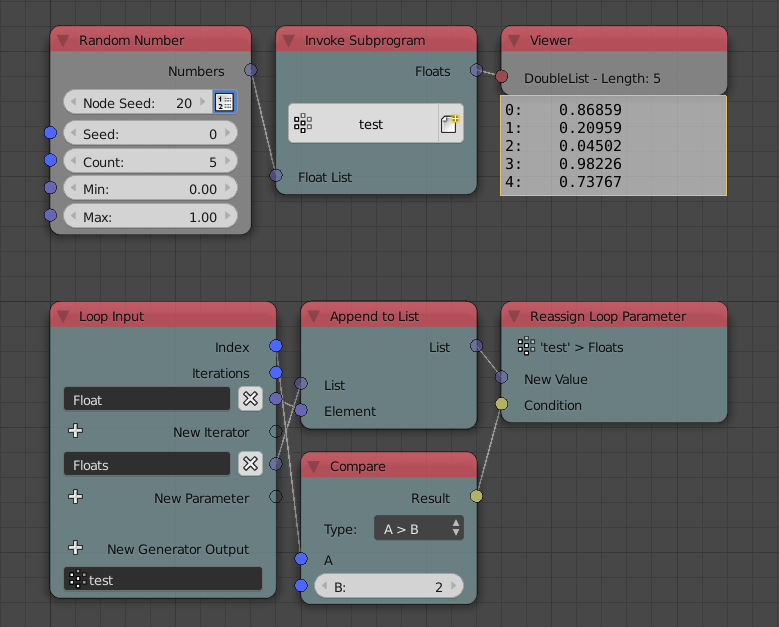 Random Number
Numbers
Node Seed: 20
Seed: 0
Count: 5
Min: 0.00
Max: 1.00
Invoke Subprogram
Floats
test
Float List
Viewer
DoubleList - Length: 5
0: 0.86859
1: 0.20959
2: 0.04502
3: 0.98226
4: 0.73767
Loop Input
Index
Iterations
Float
New Iterator
Floats
New Parameter
New Generator Output
test
Append to List
List
List
Element
Compare
Result
Type: A > B
A
B: 2
Reassign Loop Parameter
'test' > Floats
New Value
Condition